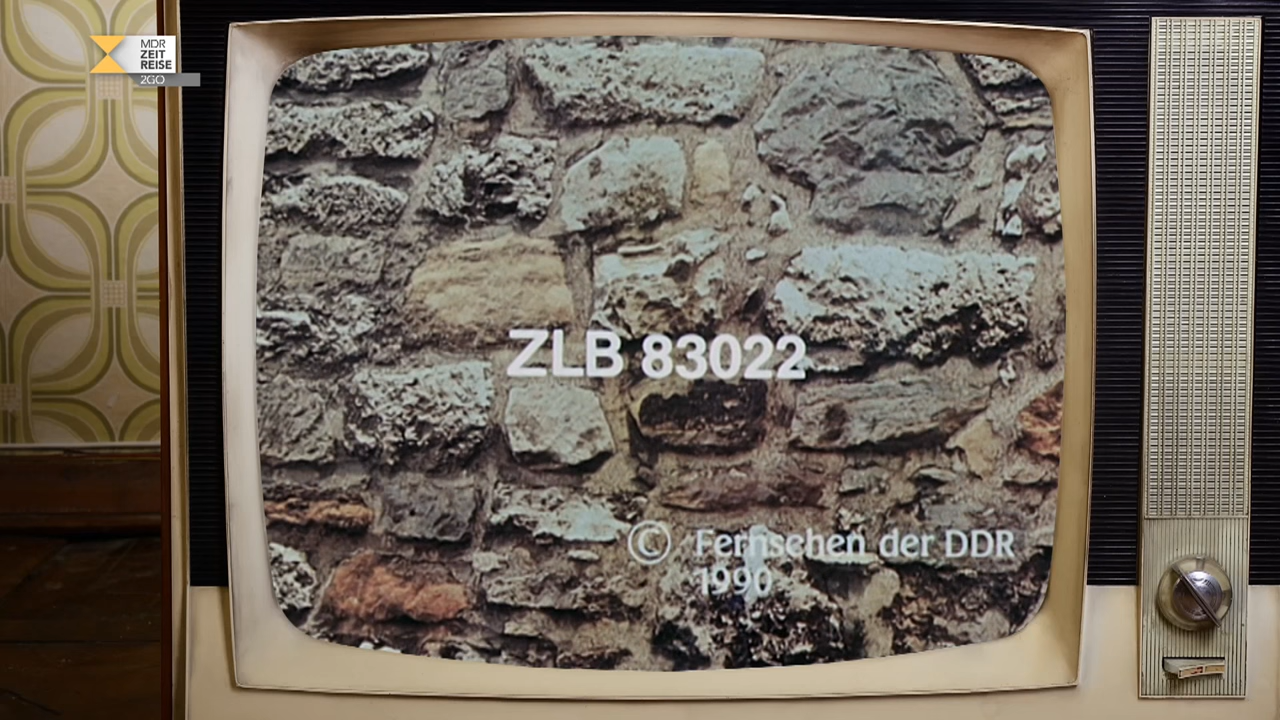 MDR
ZEIT
REISE
2GO
ZLB 83022
© Fernsehen der DDR
1990